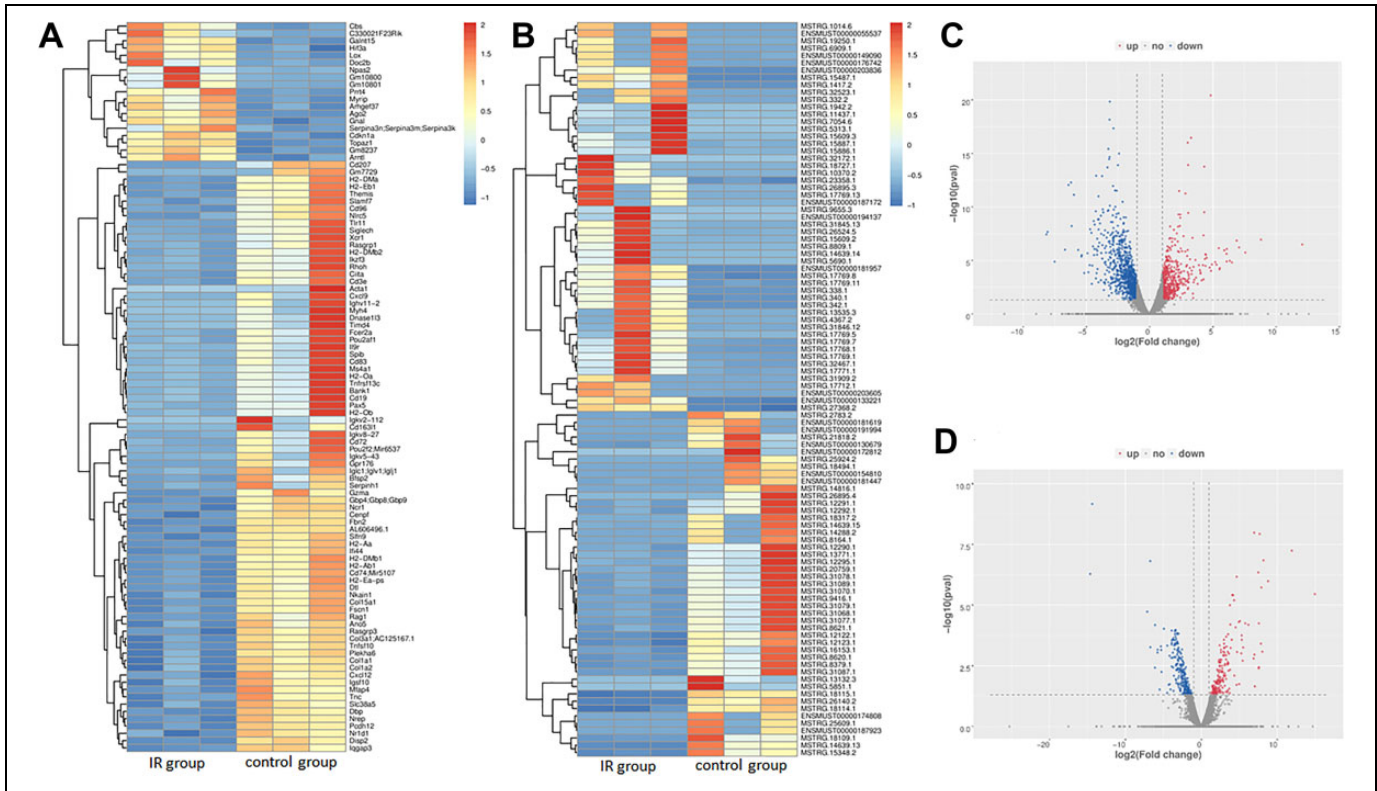 A
Cbs
C330021F23Rik
Galnt15
Hif3a
Lox
Doc2b
Npas2
Gm10800
Gm10801
Prrt4
Myrip
Arhgef37
Ago2
Gnal
Serpina3n;Serpina3m;Serpina3k
Cdkn1a
Topaz1
Gm8237
Arntl
Cd207
Gm7729
H2-DMa
H2-Eb1
Themis
Slamf7
Cd96
Nlrc5
Tlr11
Siglech
Xcr1
Rasgrp1
H2-DMb2
Ikzf3
Rhoh
Ciita
Cd3e
Acta1
Cxcl9
Ighv11-2
Myh4
Dnase1l3
Timd4
Fcer2a
Pou2af1
Il9r
Spib
Cd83
Ms4a1
H2-Oa
Tnfrsf13c
Bank1
Cd19
Pax5
H2-Ob
Igkv2-112
Cd163l1
Igkv8-27
Cd72
Pou2f2;Mir6537
Igkv5-43
Gpr176
Iglc1;Iglv1;Iglj1
Bfsp2
Serpinh1
Gzma
Gbp4;Gbp8;Gbp9
Ncr1
Cenpf
Fbn2
AL606496.1
Slfn9
H2-Aa
Ifi44
H2-DMb1
H2-Ab1
Cd74;Mir5107
H2-Ea-ps
Dtl
Nkain1
Col15a1
Fscn1
Rag1
Ano5
Rasgrp3
Col3a1;AC125167.1
Tnfsf10
Plekha6
Col1a1
Col1a2
Cxcl12
Igsf10
Mfap4
Tnc
Slc38a5
Dbp
Nrep
Pcdh12
Nr1d1
Disp2
Iqgap3
2
1.5
1
0.5
0
-0.5
-1
IR group
control group
B
MSTRG.1014.6
ENSMUST00000055537
MSTRG.19250.1
MSTRG.6909.1
ENSMUST00000149090
ENSMUST00000176742
ENSMUST00000203836
MSTRG.15487.1
MSTRG.1417.2
MSTRG.32523.1
MSTRG.332.2
MSTRG.1942.2
MSTRG.11437.1
MSTRG.7054.6
MSTRG.5313.1
MSTRG.15609.3
MSTRG.15887.1
MSTRG.15886.1
MSTRG.32172.1
MSTRG.18727.1
MSTRG.10370.2
MSTRG.23358.1
MSTRG.26895.3
MSTRG.17769.13
ENSMUST00000187172
MSTRG.9655.3
ENSMUST00000194137
MSTRG.31845.13
MSTRG.26524.5
MSTRG.15609.2
MSTRG.8809.1
MSTRG.14639.14
MSTRG.5690.1
ENSMUST00000181957
MSTRG.17769.8
MSTRG.17769.11
MSTRG.338.1
MSTRG.340.1
MSTRG.342.1
MSTRG.13535.3
MSTRG.4367.2
MSTRG.31846.12
MSTRG.17769.5
MSTRG.17769.7
MSTRG.17768.1
MSTRG.17769.1
MSTRG.32467.1
MSTRG.17771.1
MSTRG.31909.2
MSTRG.17712.1
ENSMUST00000203605
ENSMUST00000133221
MSTRG.27368.2
MSTRG.2783.2
ENSMUST00000181619
ENSMUST00000191994
MSTRG.21818.2
ENSMUST00000130679
ENSMUST00000172812
MSTRG.25924.2
MSTRG.18494.1
ENSMUST00000154810
ENSMUST00000181447
MSTRG.14816.1
MSTRG.26895.4
MSTRG.12291.1
MSTRG.12292.1
MSTRG.18317.2
MSTRG.14639.15
MSTRG.14288.2
MSTRG.8164.1
MSTRG.12290.1
MSTRG.13771.1
MSTRG.12295.1
MSTRG.20759.1
MSTRG.31078.1
MSTRG.31089.1
MSTRG.31070.1
MSTRG.9416.1
MSTRG.31079.1
MSTRG.31068.1
MSTRG.31077.1
MSTRG.8621.1
MSTRG.12122.1
MSTRG.12123.1
MSTRG.16153.1
MSTRG.8620.1
MSTRG.8379.1
MSTRG.31087.1
MSTRG.13132.3
MSTRG.5851.1
MSTRG.18115.1
MSTRG.26140.2
MSTRG.18114.1
ENSMUST00000174808
MSTRG.25609.1
ENSMUST00000187923
MSTRG.18109.1
MSTRG.14639.13
MSTRG.15348.2
2
1.5
1
0.5
0
-0.5
-1
IR group
control group
C
up no down
20
15
10
5
0
-log10(pval)
-10 -5 0 5 10 15
log2(Fold change)
D
up no down
10.0
7.5
5.0
2.5
0.0
-log10(pval)
-20 -10 0 10
log2(Fold change)